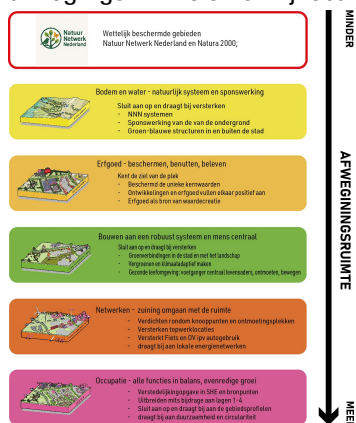 Natuur
Netwerk
Nederland
Wettelijk beschermde gebieden
Natuur Netwerk Nederland en Natura 2000;
Bodem en water - natuurlijk systeem en sponswerking
Sluit aan op en draagt bij versterken
- NNN systemen
- Sponswerking van de van de ondergrond
- Groen-blauwe structuren in en buiten de stad
Erfgoed - beschermen, benutten, beleven
Kent de ziel van de plek
- Beschermd de unieke kernwaarden
- Ontwikkelingen en erfgoed vullen elkaar positief aan
- Erfgoed als bron van waardecreatie
Bouwen aan een robuust systeem en mens centraal
Sluit aan op en draagt bij versterken
- Groenverbindingen in de stad en met het landschap
- Vergroenen en klimaatadaptief maken
- Gezonde leefomgeving: voetganger centraal levensaders, ontmoeten, bewegen
Netwerken - zuining omgaan met de ruimte
- Verdichten rondom knooppunten en ontmoetingsplekken
- Versterken topwerklocaties
- Versterkt Fiets en OV ipv autogebruik
- draagt bij aan lokale energienetwerken
Occupatie - alle functies in balans, evenredige groei
- Verstedelijkingopgave in SHE en bronpunten
- Uitbreiden mits bijdrage aan lagen 1-4
- Sluit aan op en draagt bij aan de gebiedsprofielen
- draagt bij aan duurzaamheid en circulariteit
MINDER
AFWEGINGSRUIMTE
MEER